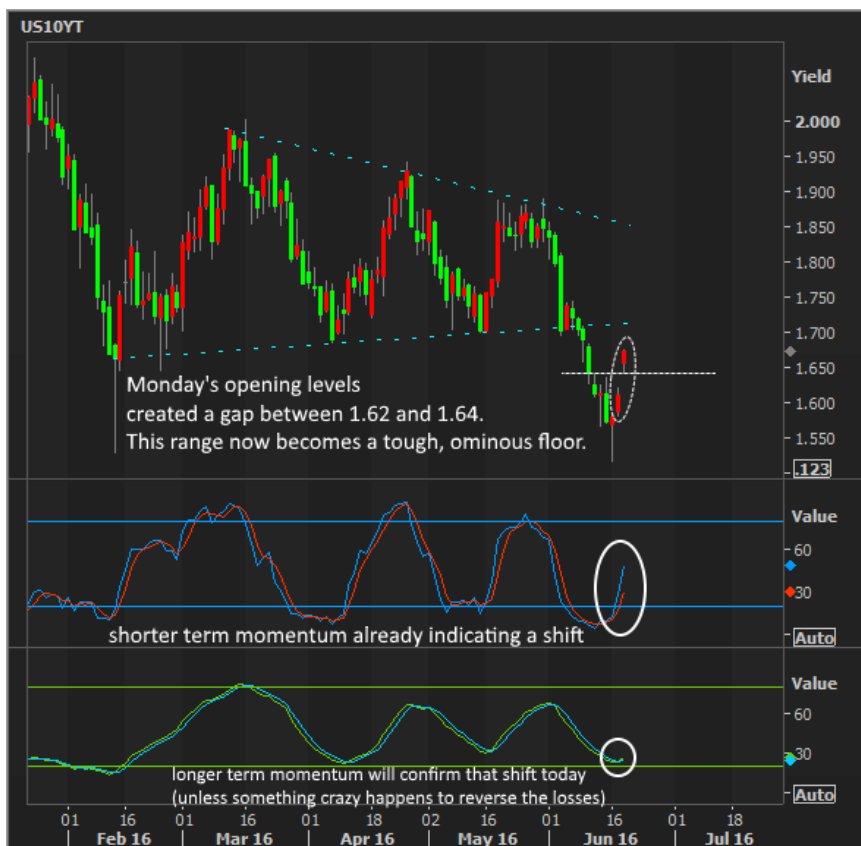 US10YT
Yield
2.000
1.950
1.900
1.850
1.800
1.750
1.700
1.650
1.600
1.550
.123
Monday's opening levels
created a gap between 1.62 and 1.64.
This range now becomes a tough, ominous floor.
Value
60
30
Auto
shorter term momentum already indicating a shift
Value
60
30
Auto
longer term momentum will confirm that shift today
(unless something crazy happens to reverse the losses)
01 16 01 16 01 18 02 16 01 16 01 18
Feb 16 Mar 16 Apr 16 May 16 Jun 16 Jul 16